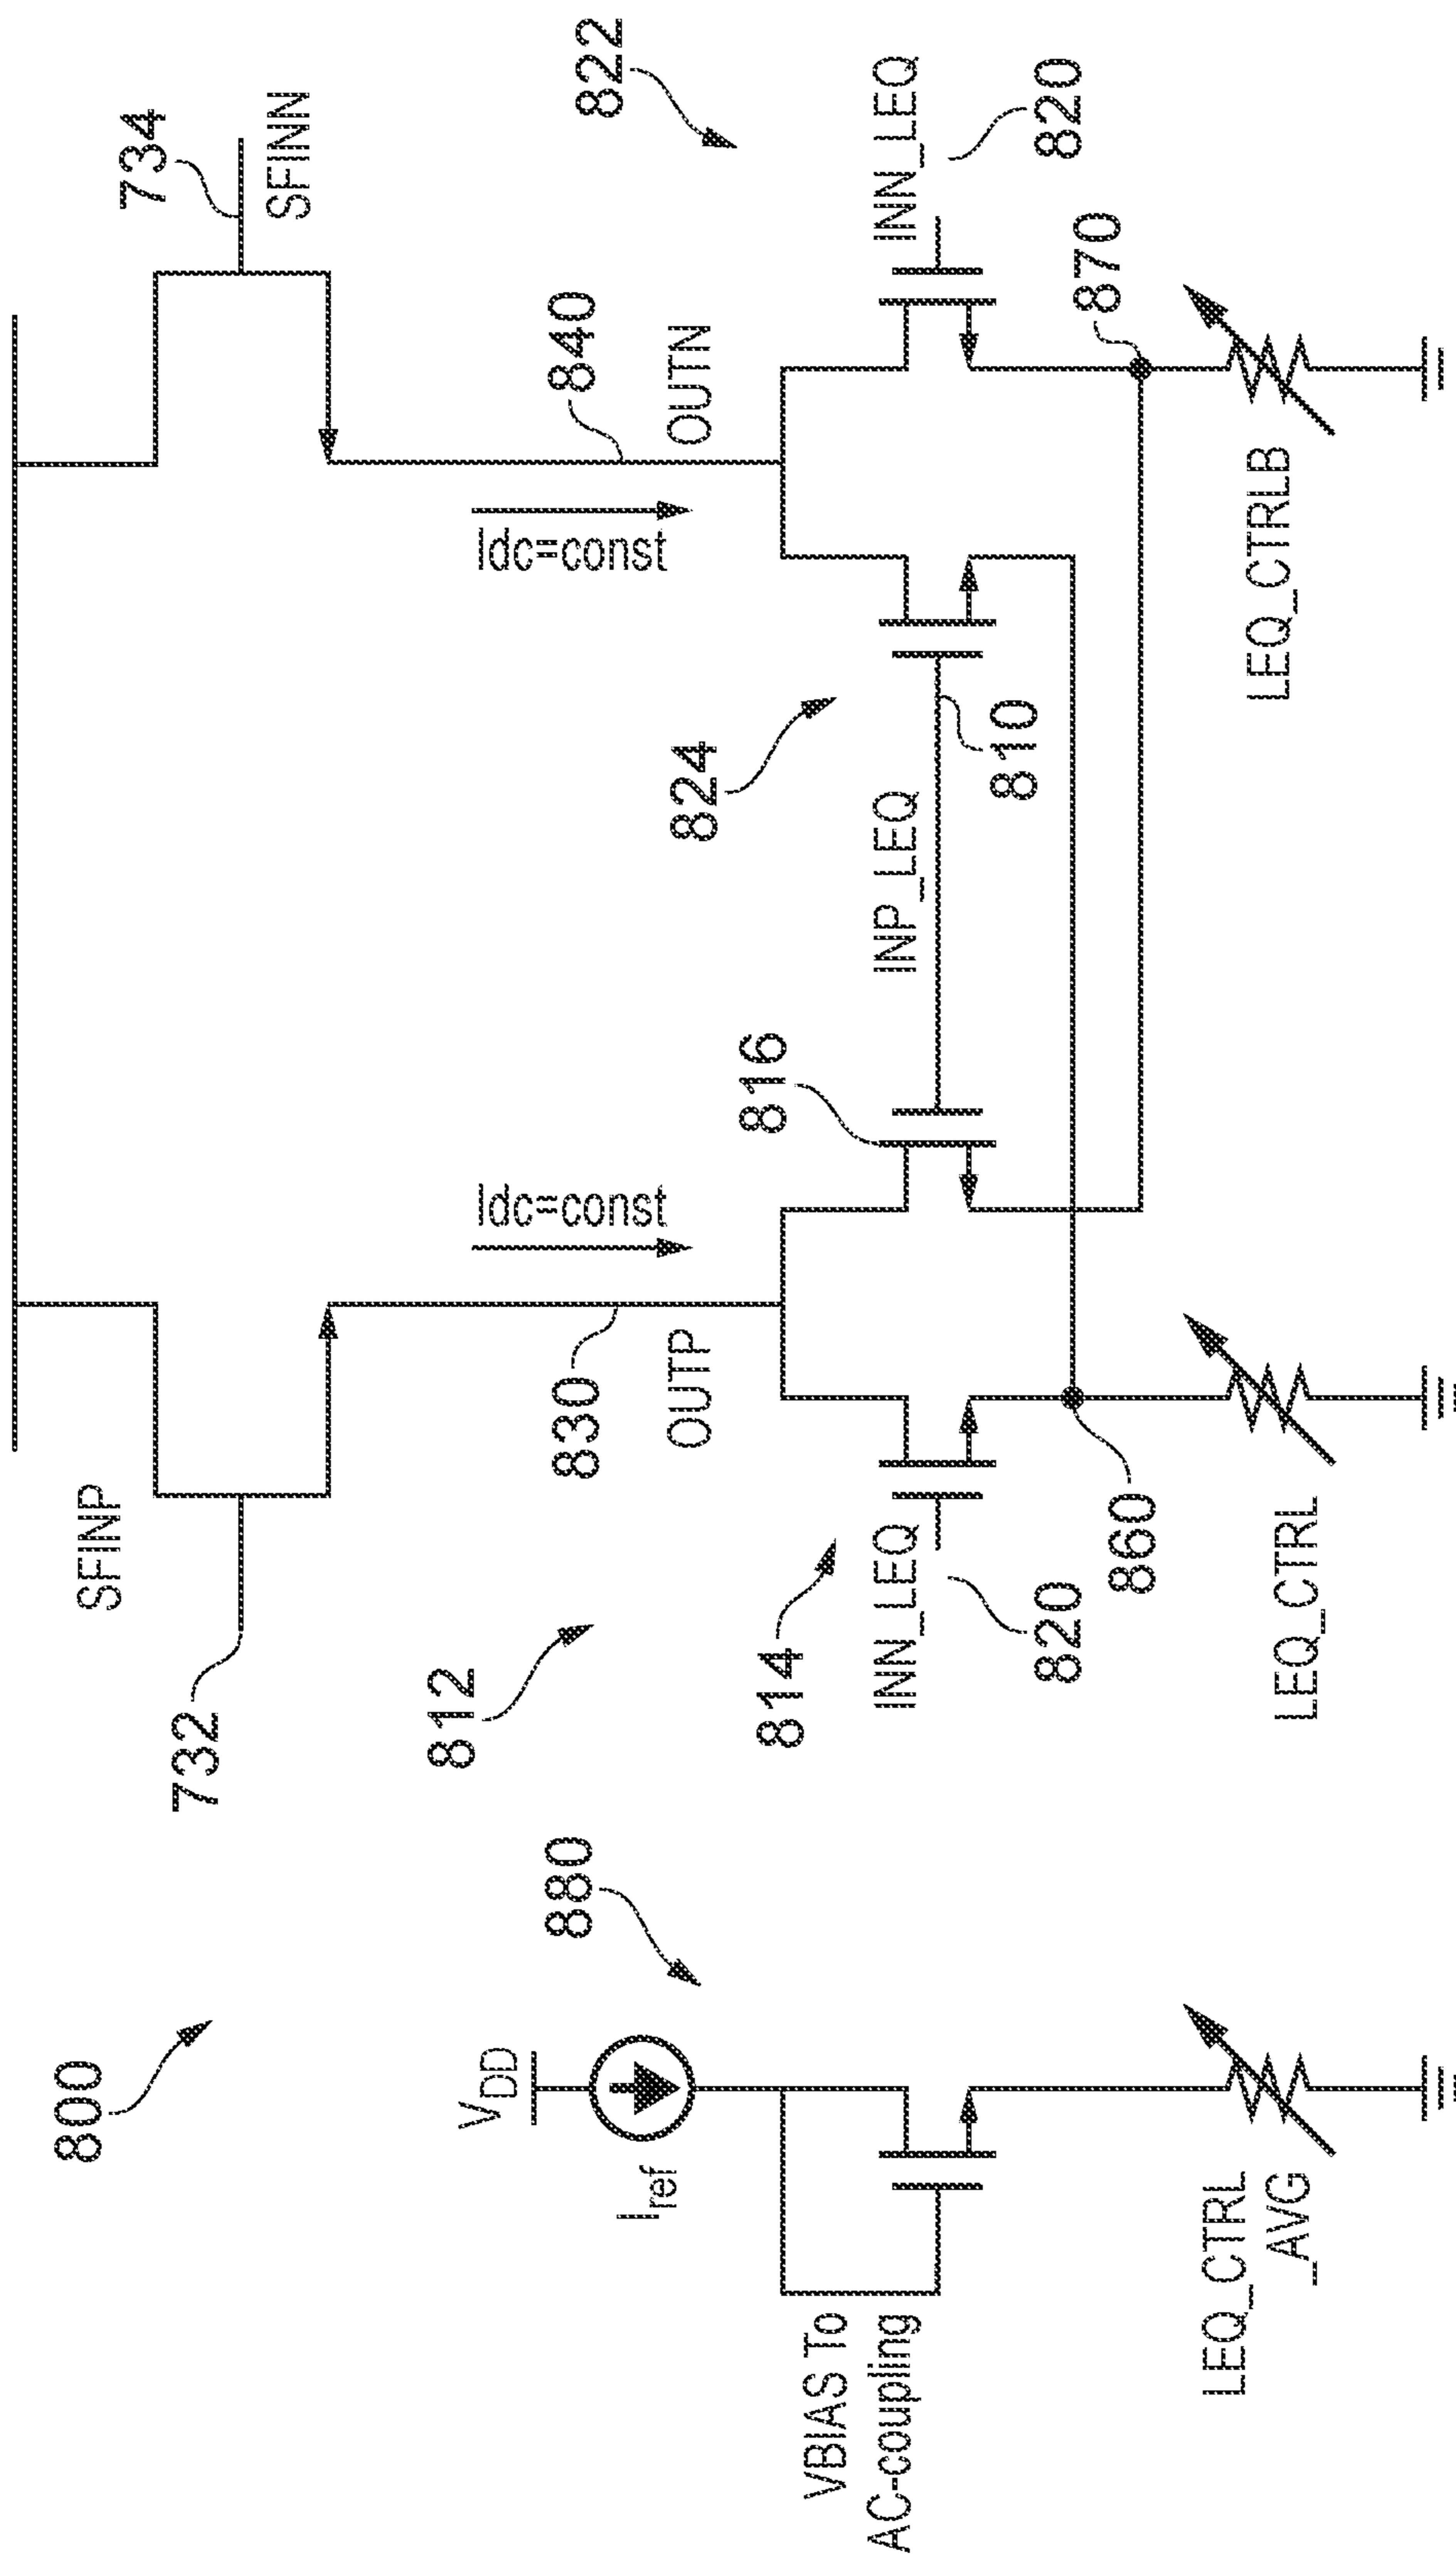 800
VDD
Iref
VBIAS To
AC-coupling
LEQ_CTRL
_AVG
880
SFINP
732
812
830
OUTP
Idc=const
814
INN_LEQ
820
860
LEQ_CTRL
816
INP_LEQ
810
824
734
SFINN
840
OUTN
Idc=const
822
INN_LEQ
820
870
LEQ_CTRLB